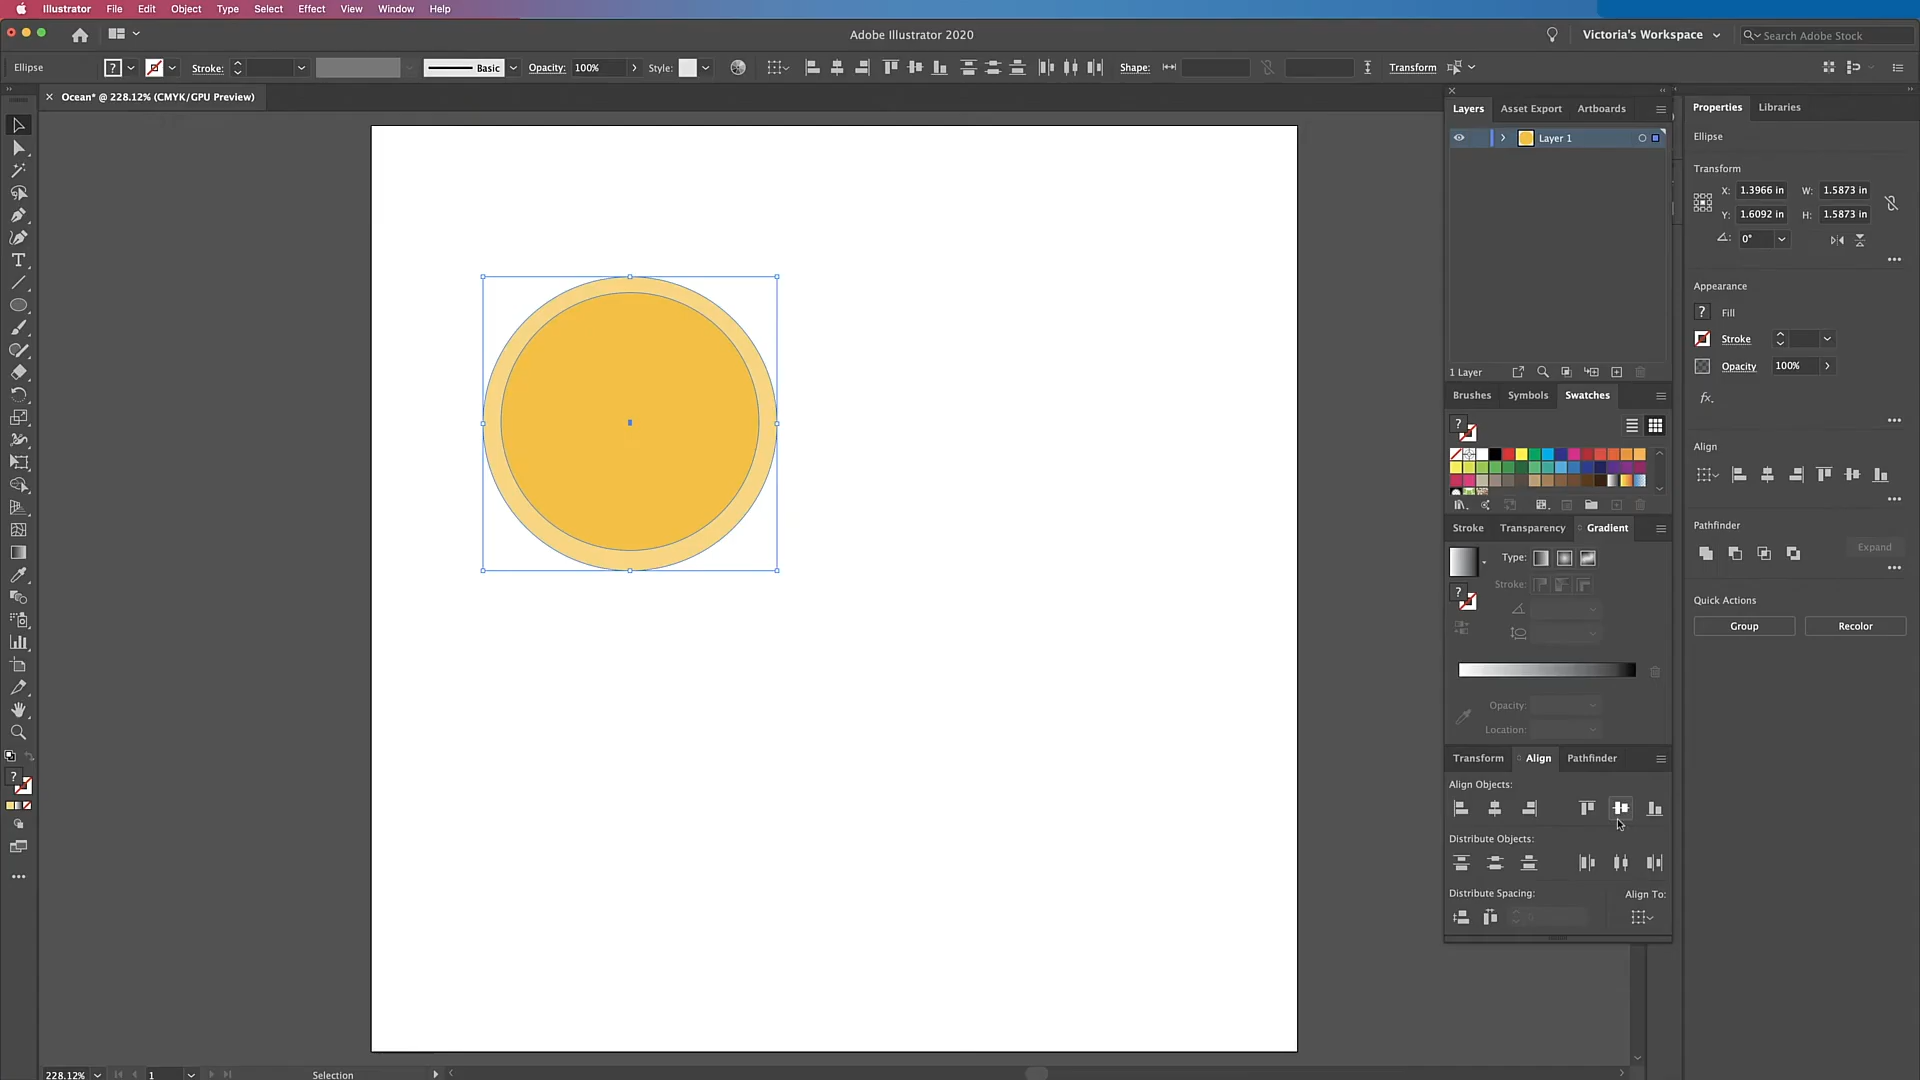 Illustrator File Edit Object Type Select Effect View Window Help
Adobe Illustrator 2020
Victoria's Workspace
Search Adobe Stock
Ellipse
?
Stroke:
Basic
Opacity: 100%
Style:
Shape:
Transform
× Ocean* @ 228.12% (CMYK/GPU Preview)
Layers Asset Export Artboards
Layer 1
1 Layer
Brushes Symbols Swatches
?
Stroke Transparency Gradient
Type:
Stroke:
?
Opacity:
Location:
Transform Align Pathfinder
Align Objects:
Distribute Objects:
Distribute Spacing: Align To:
Properties Libraries
Ellipse
Transform
X: 1.3966 in W: 1.5873 in
Y: 1.6092 in H: 1.5873 in
0°
Appearance
? Fill
Stroke
Opacity 100%
fx.
Align
Pathfinder
Expand
Quick Actions
Group Recolor
T
?
228.12% 1 Selection